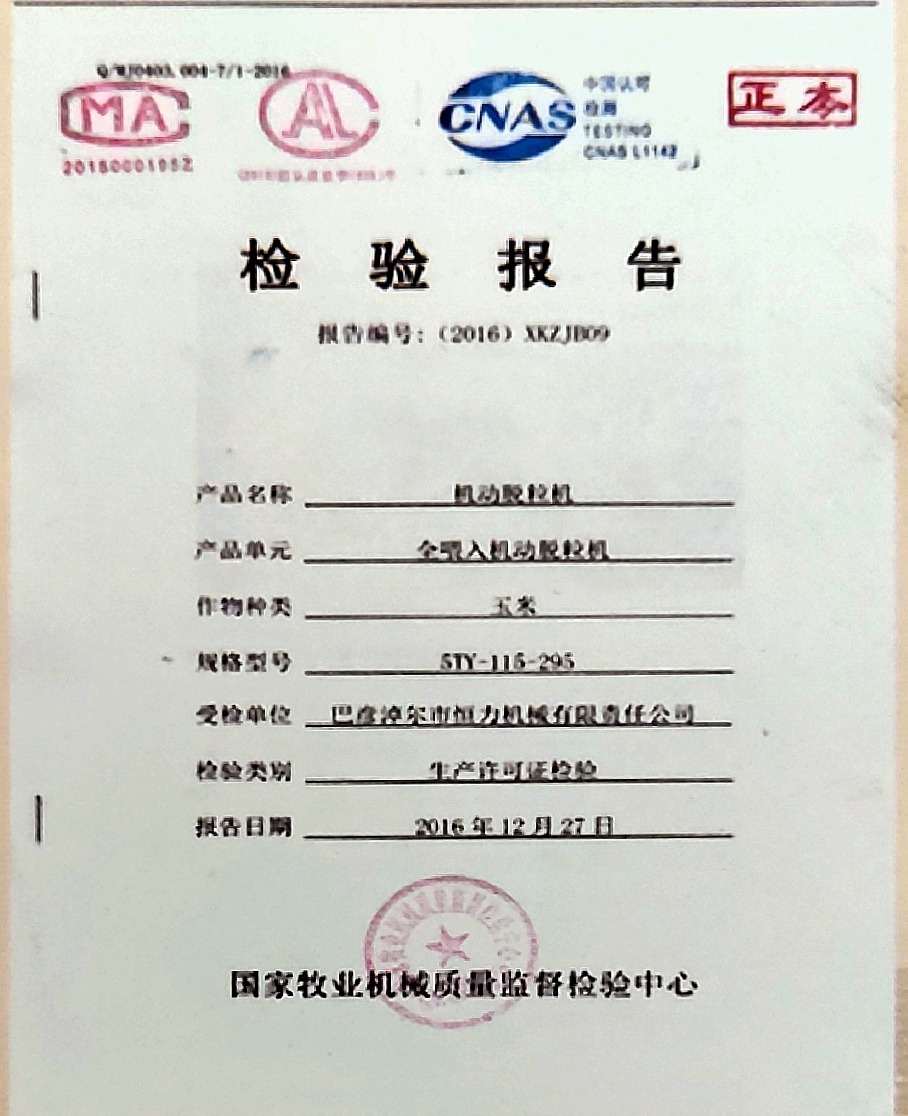 Q/MJ0403.004-7/1-2016
MA
AL
CNAS
中国认可
检测
TESTING
CNAS L1142
正本
检验报告
报告编号:(2016)XKZJB09
产品名称 机动脱粒机
产品单元 全喂入机动脱粒机
作物种类 玉米
规格型号 5TY-115-295
受检单位 巴彦淖尔市恒力机械有限责任公司
检验类别 生产许可证检验
报告日期 2016年12月27日
国家牧业机械质量监督检验中心